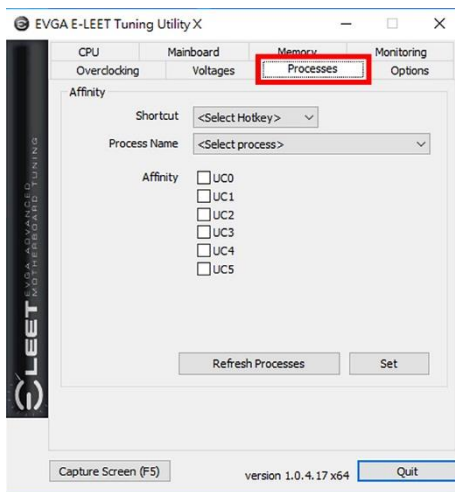 EVGA E-LEET Tuning Utility X
CPU Mainboard Memory Monitoring
Overclocking Voltages Processes Options
Affinity
Shortcut <Select Hotkey>
Process Name <Select process>
Affinity UC0
UC1
UC2
UC3
UC4
UC5
Refresh Processes Set
Capture Screen (F5) version 1.0.4.17 x64 Quit
E-LEET EVGA ADVANCED
MOTHERBOARD TUNING